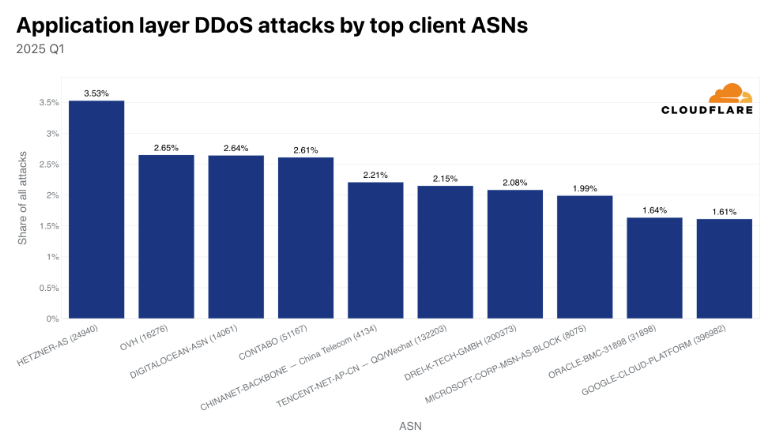 Application layer DDoS attacks by top client ASNs
2025 Q1
CLOUDFLARE
Share of all attacks
3.5%
3%
2.5%
2%
1.5%
1%
0.5%
0%
3.53%
2.65%
2.64%
2.61%
2.21%
2.15%
2.08%
1.99%
1.64%
1.61%
HETZNER-AS (24940)
OVH (16276)
DIGITALOCEAN-ASN (14061)
CONTABO (51167)
CHINANET-BACKBONE — China Telecom (4134)
TENCENT-NET-AP-CN — QQ/Wechat (132203)
DREI-K-TECH-GMBH (200373)
MICROSOFT-CORP-MSN-AS-BLOCK (8075)
ORACLE-BMC-31898 (31898)
GOOGLE-CLOUD-PLATFORM (396982)
ASN